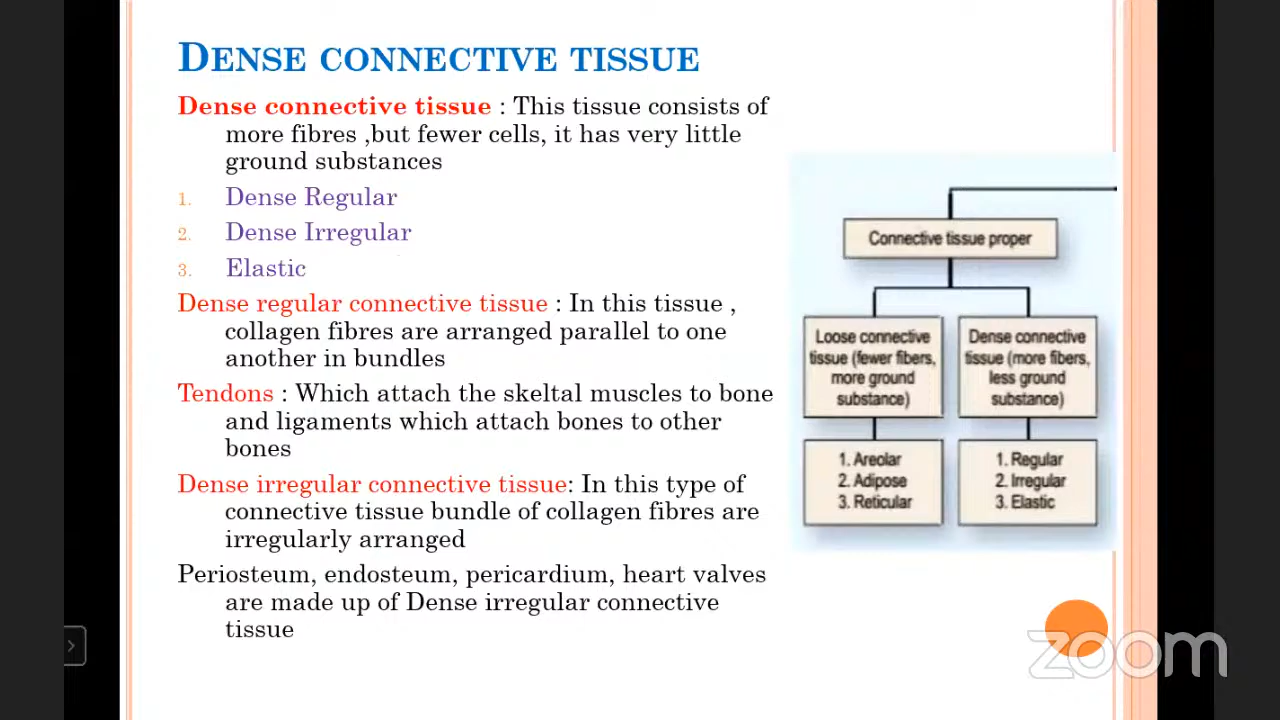 DENSE CONNECTIVE TISSUE
Dense connective tissue : This tissue consists of
more fibres ,but fewer cells, it has very little
ground substances
1. Dense Regular
2. Dense Irregular
3. Elastic
Dense regular connective tissue : In this tissue ,
collagen fibres are arranged parallel to one
another in bundles
Tendons : Which attach the skeltal muscles to bone
and ligaments which attach bones to other
bones
Dense irregular connective tissue: In this type of
connective tissue bundle of collagen fibres are
irregularly arranged
Periosteum, endosteum, pericardium, heart valves
are made up of Dense irregular connective
tissue
Connective tissue proper
Loose connective
tissue (fewer fibers,
more ground
substance)
Dense connective
tissue (more fibers,
less ground
substance)
1. Areolar
2. Adipose
3. Reticular
1. Regular
2. Irregular
3. Elastic
zoom